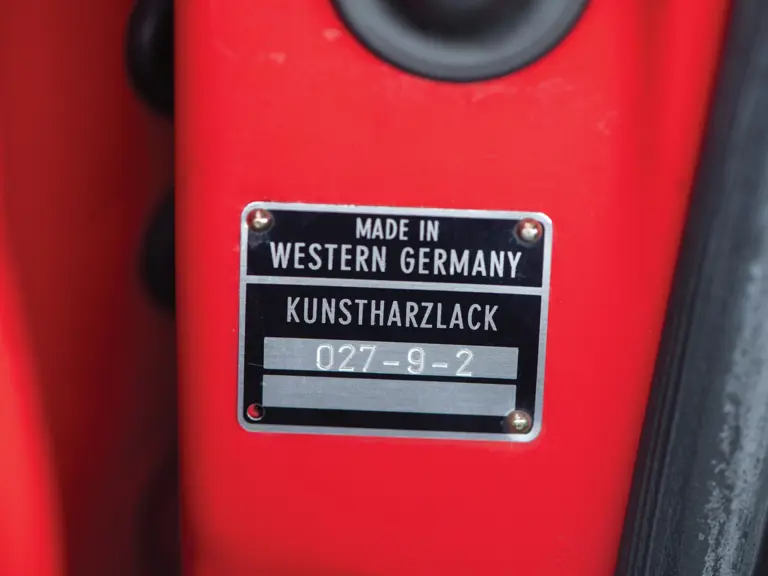 MADE IN
WESTERN GERMANY
KUNSTHARZLACK
027-9-2